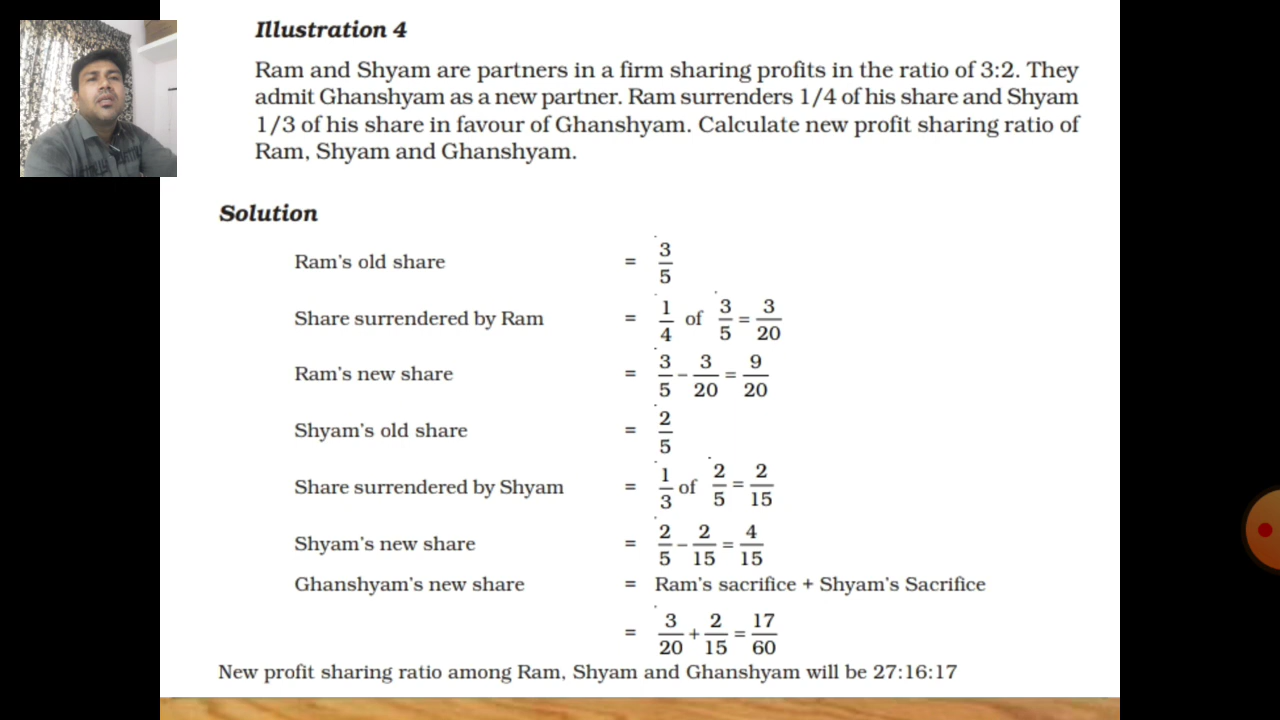 Illustration 4
Ram and Shyam are partners in a firm sharing profits in the ratio of 3:2. They
admit Ghanshyam as a new partner. Ram surrenders 1/4 of his share and Shyam
1/3 of his share in favour of Ghanshyam. Calculate new profit sharing ratio of
Ram, Shyam and Ghanshyam.
Solution
Ram's old share = 3/5
Share surrendered by Ram = 1/4 of 3/5 = 3/20
Ram's new share = 3/5 - 3/20 = 9/20
Shyam's old share = 2/5
Share surrendered by Shyam = 1/3 of 2/5 = 2/15
Shyam's new share = 2/5 - 2/15 = 4/15
Ghanshyam's new share = Ram's sacrifice + Shyam's Sacrifice
= 3/20 + 2/15 = 17/60
New profit sharing ratio among Ram, Shyam and Ghanshyam will be 27:16:17